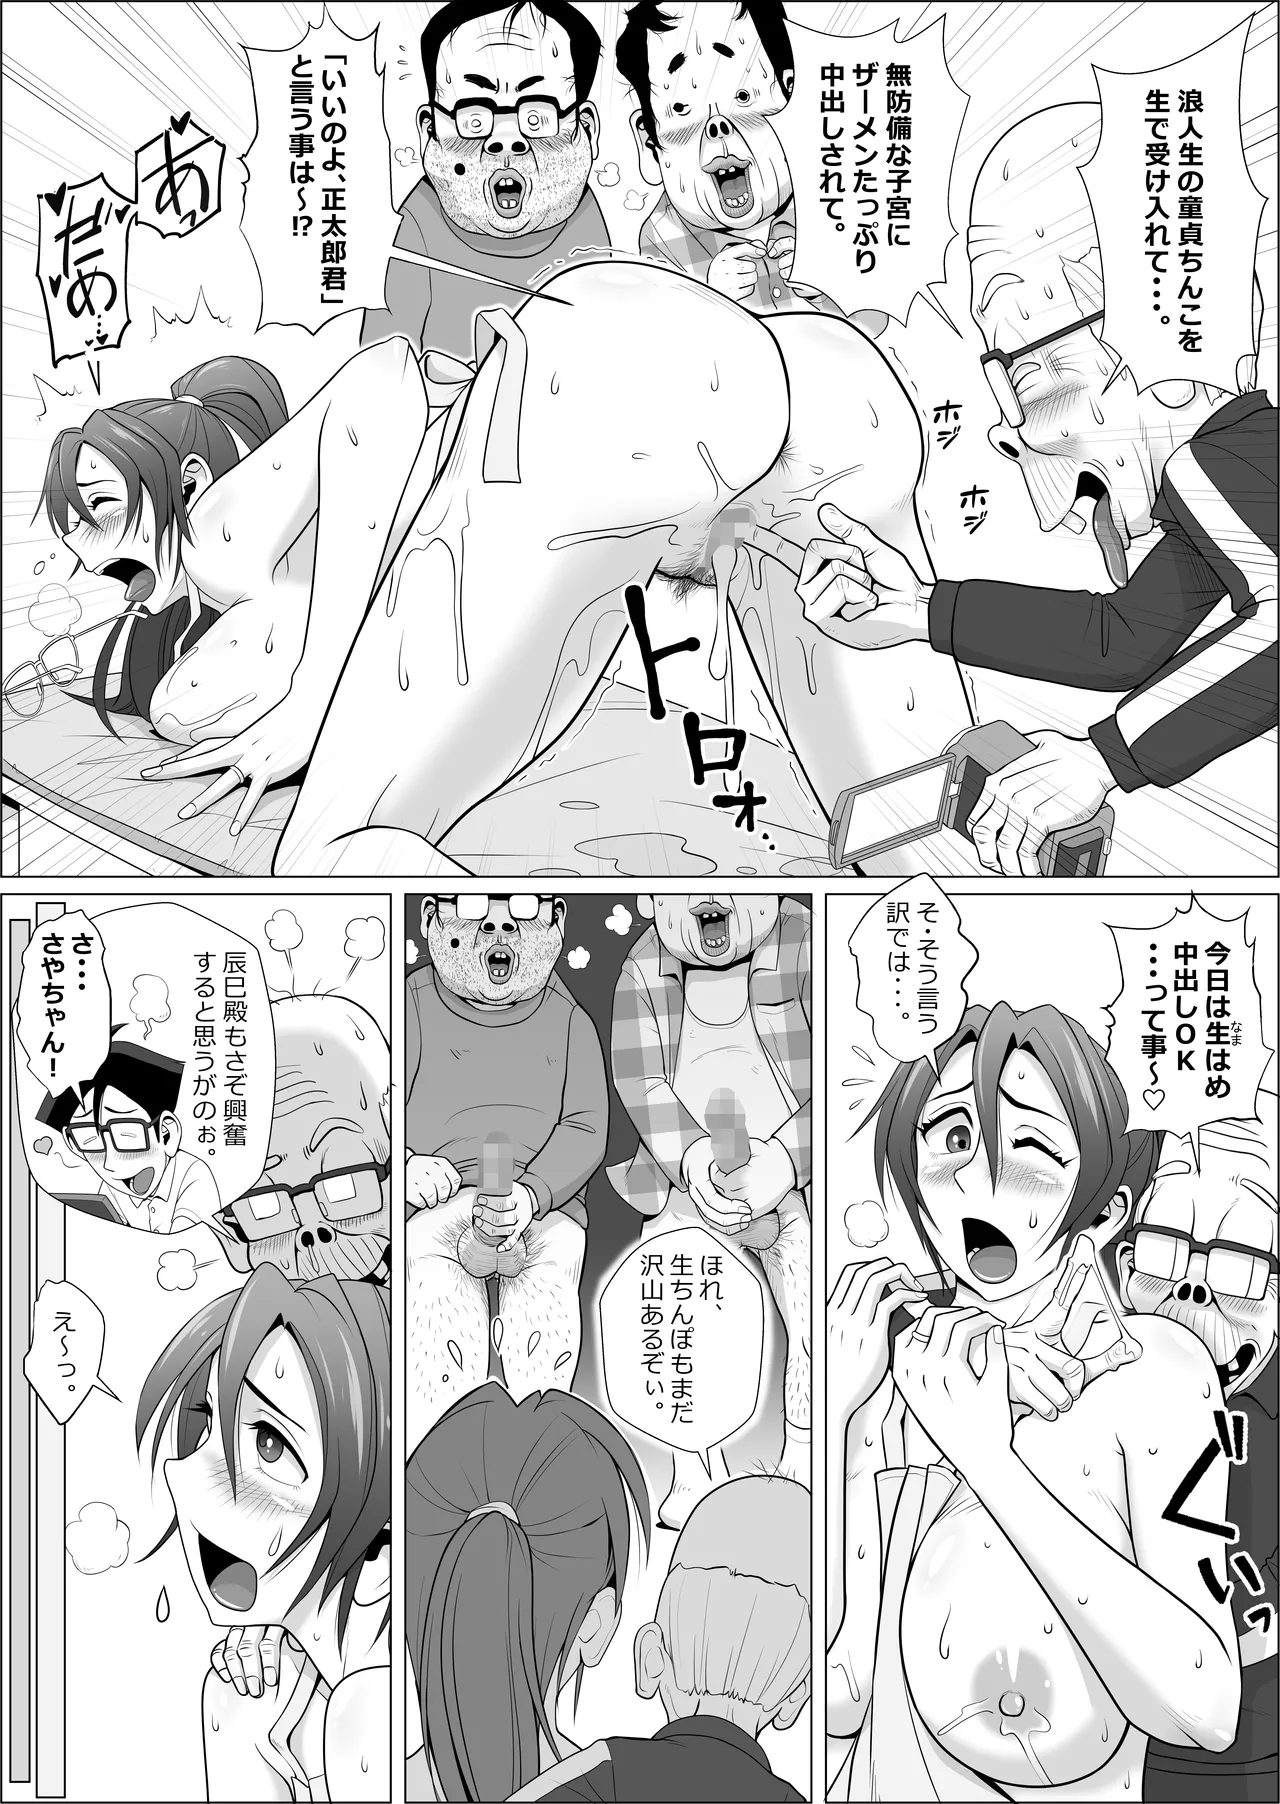 浪人生の童貞ちんこを
生で受け入れて・・・。
無防備な子宮に
ザーメンたっぷり
中出しされて。
「いいのよ、正太郎君」
と言う事は〜!?
あっ
だめ…
ホジ
ホジ
トロォ..
今日は生はめ
なま
中出しOK
・・・って事〜♡
そ・そう言う
訳では・・・。
ぐいっ
ほれ、
生ちんぽもまだ
沢山あるぞぃ。
辰巳殿もさぞ興奮
すると思うがのぉ。
さ・・・
さやちゃん!
え〜っ。